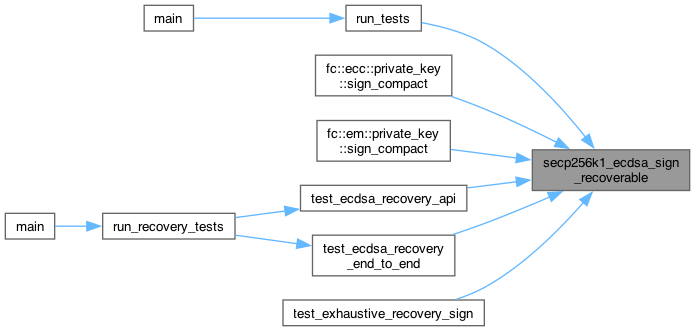 main
run_tests
fc::ecc::private_key
::sign_compact
fc::em::private_key
::sign_compact
secp256k1_ecdsa_sign
_recoverable
test_ecdsa_recovery_api
main
run_recovery_tests
test_ecdsa_recovery
_end_to_end
test_exhaustive_recovery_sign